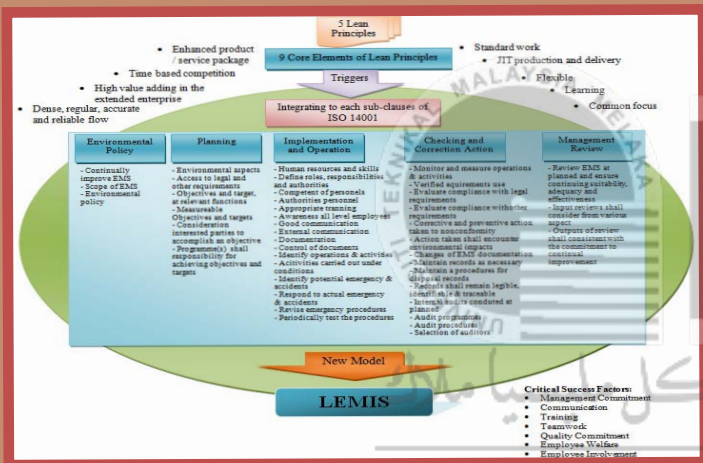 5 Lean
Principles
9 Core Elements of Lean Principles
Triggers
Integrating to each sub-clauses of
ISO 14001
• Enhanced product
/ service package
• Time based competition
• High value adding in the
extended enterprise
• Dense, regular, accurate
and reliable flow
• Standard work
• JIT production and delivery
• Flexible
• Learning
• Common focus
Environmental
Policy
- Continually
improve EMS
- Scope of EMS
- Environmental
policy
Planning
- Environmental aspects
- Access to legal and
other requirements
- Objectives and target,
at relevant functions
- Measureable
Objectives and targets
- Consideration
interested parties to
accomplish an objective
- Programme(s) shall
responsibility for
achieving objectives and
targets
Implementation
and Operation
- Human resources and skills
- Define roles, responsibilities
and authorities
- Competent of personels
- Authorities personnel
- Appropriate tranning
- Awareness all level employees
- Good communication
- External communication
- Documentation
- Control of documents
- Identify operations & activities
- Acitivities carried out under
conditions
- Identify potential emergency &
accidents
- Respond to actual emergency
& accidents
- Revise emergency procedures
- Periodically test the procedures
Checking and
Correction Action
- Monitor and measure operations
& activities
- Verified equirements use
- Evaluate compliance with legal
requirements
- Evaluate compliance with other
requirements
- Corrective and preventive action
taken to nonconformity
- Action taken shall encounter
environmental impacts
- Changes of EMS documentation
- Maintain records as necessary
- Maintain a procedures for
disposal records
- Records shall remain legible,
identifiable & traceable
- Internal audits condured at
planned
- Audit programmes
- Audit procedures
- Selection of auditors
Management
Review
- Review EMS at
planned and ensure
continuing suitability,
adequacy and
effectiveness
- Input reviews shall
consider from various
aspect
- Outputs of review
shall consistent with
the commitment to
continual
improvement
New Model
LEMIS
Critical Success Factors:
• Management Commitment
• Communication
• Training
• Teamwork
• Quality Commitment
• Employee Welfare
• Employee Involvement
TEKNIKAL MALAYSIA MELAKA